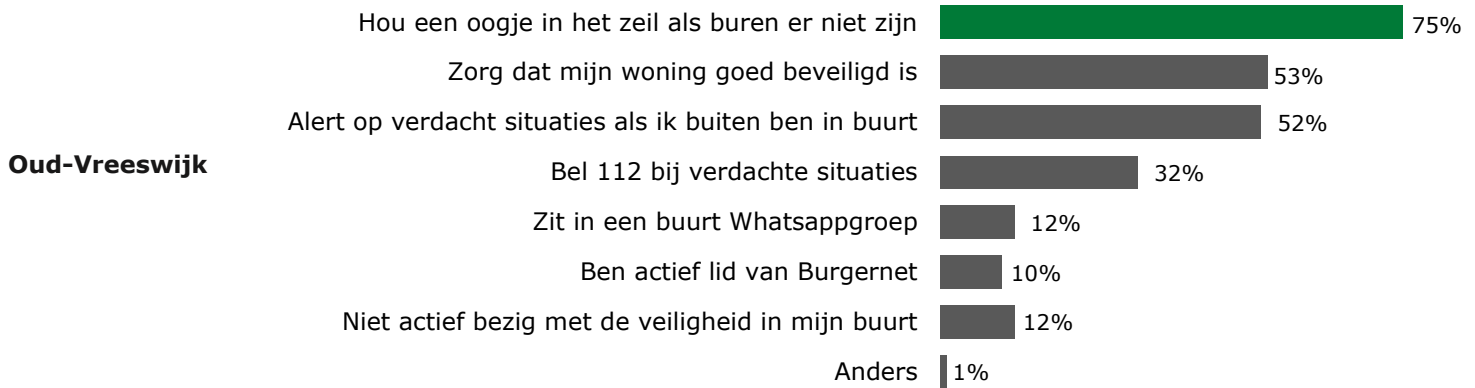 Hou een oogje in het zeil als buren er niet zijn 75%
Zorg dat mijn woning goed beveiligd is 53%
Alert op verdacht situaties als ik buiten ben in buurt 52%
Oud-Vreeswijk
Bel 112 bij verdachte situaties 32%
Zit in een buurt Whatsappgroep 12%
Ben actief lid van Burgernet 10%
Niet actief bezig met de veiligheid in mijn buurt 12%
Anders 1%